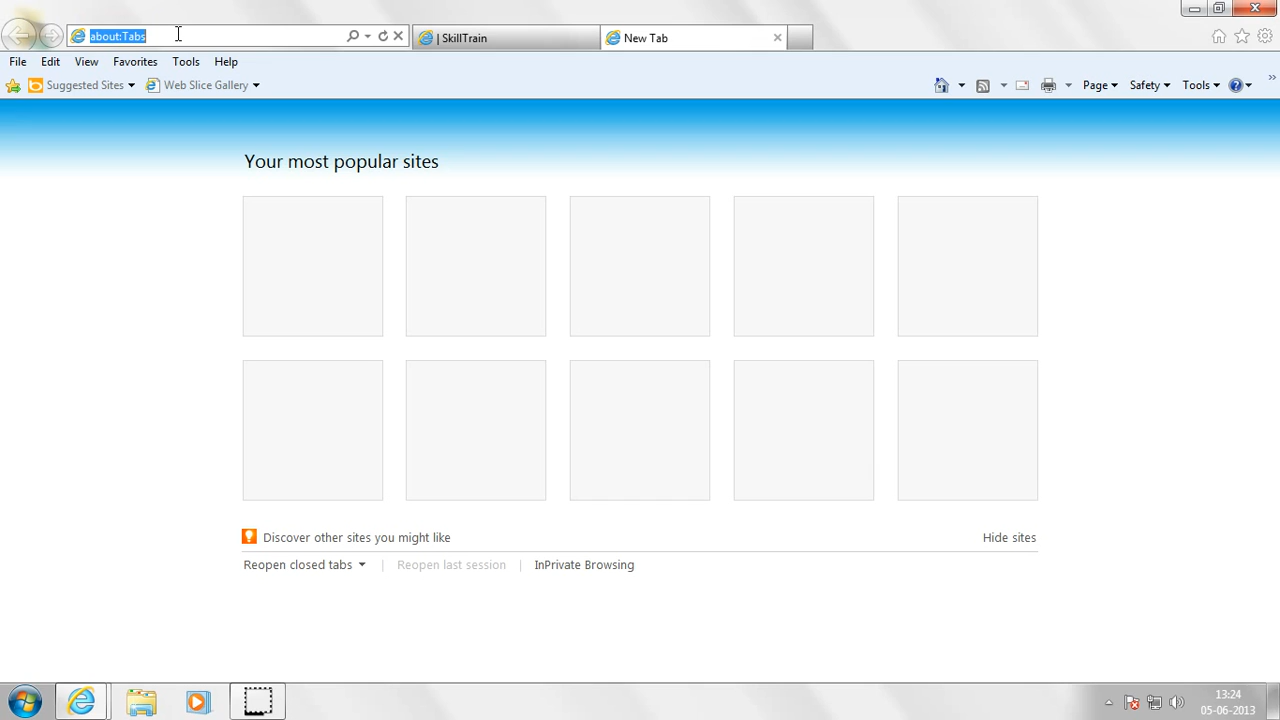 about:Tabs
| SkillTrain
New Tab
File Edit View Favorites Tools Help
Suggested Sites Web Slice Gallery
Page Safety Tools
Your most popular sites
Discover other sites you might like
Hide sites
Reopen closed tabs | Reopen last session | InPrivate Browsing
13:24
05-06-2013